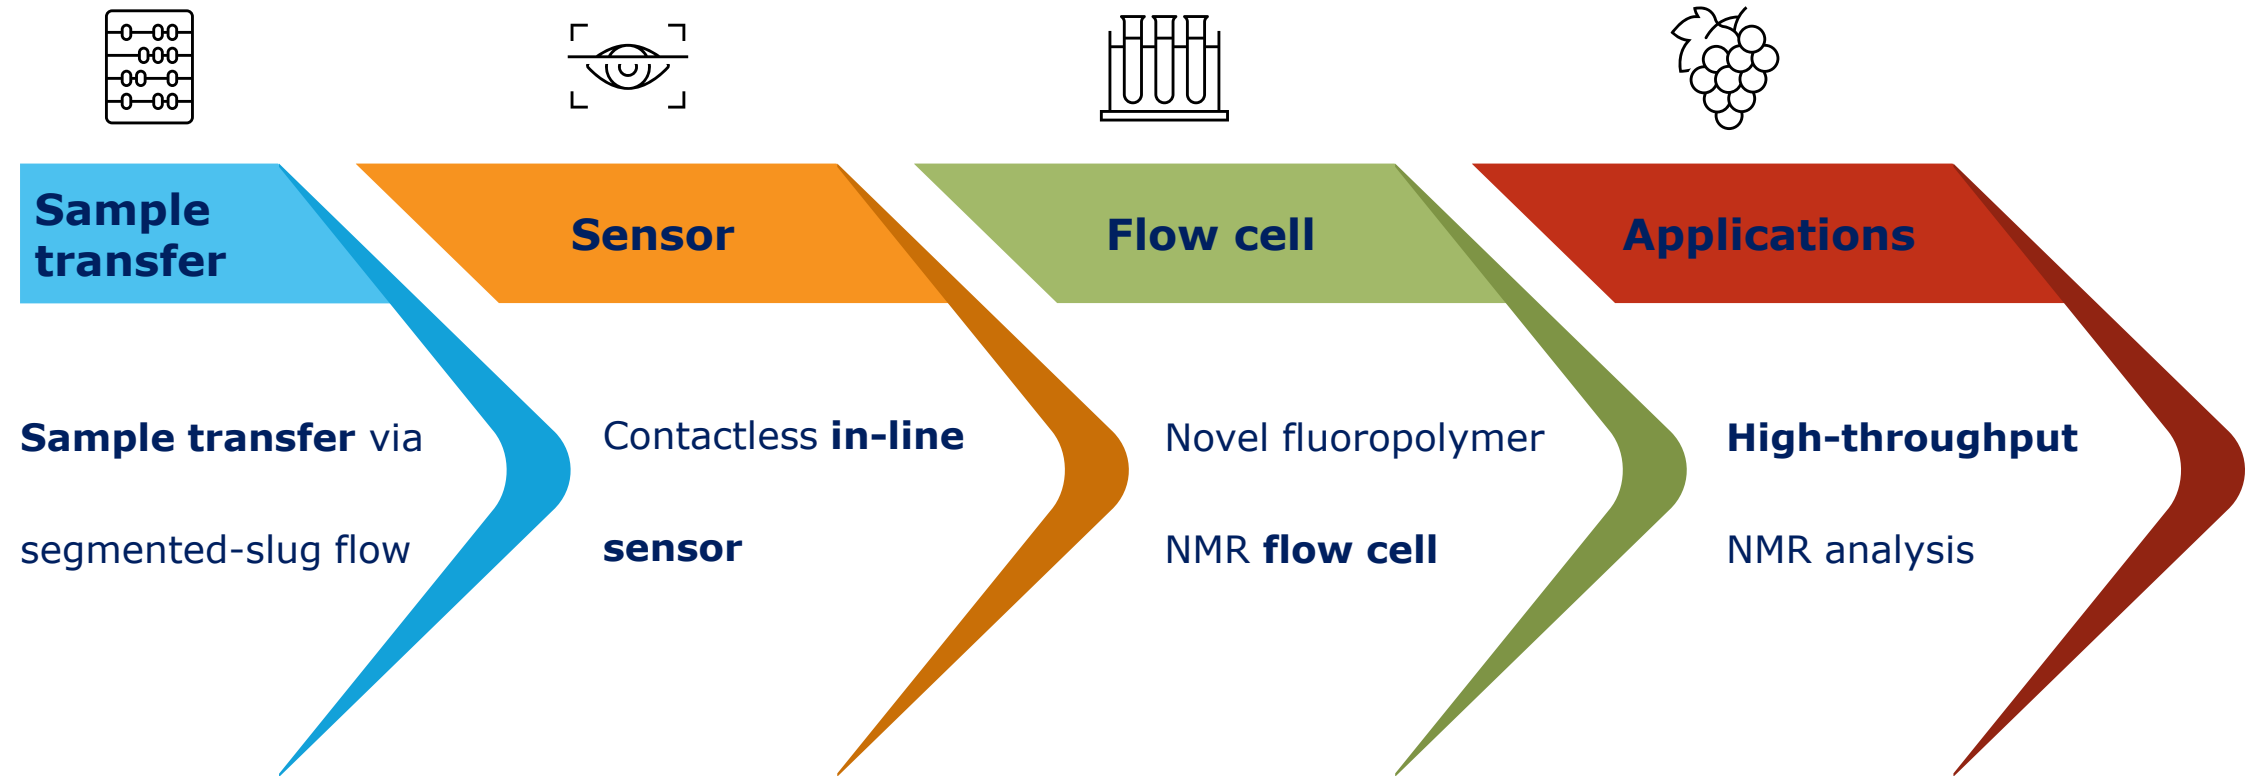 Sample
transfer
Sensor
Flow cell
Applications
Sample transfer via
segmented-slug flow
Contactless in-line
sensor
Novel fluoropolymer
NMR flow cell
High-throughput
NMR analysis